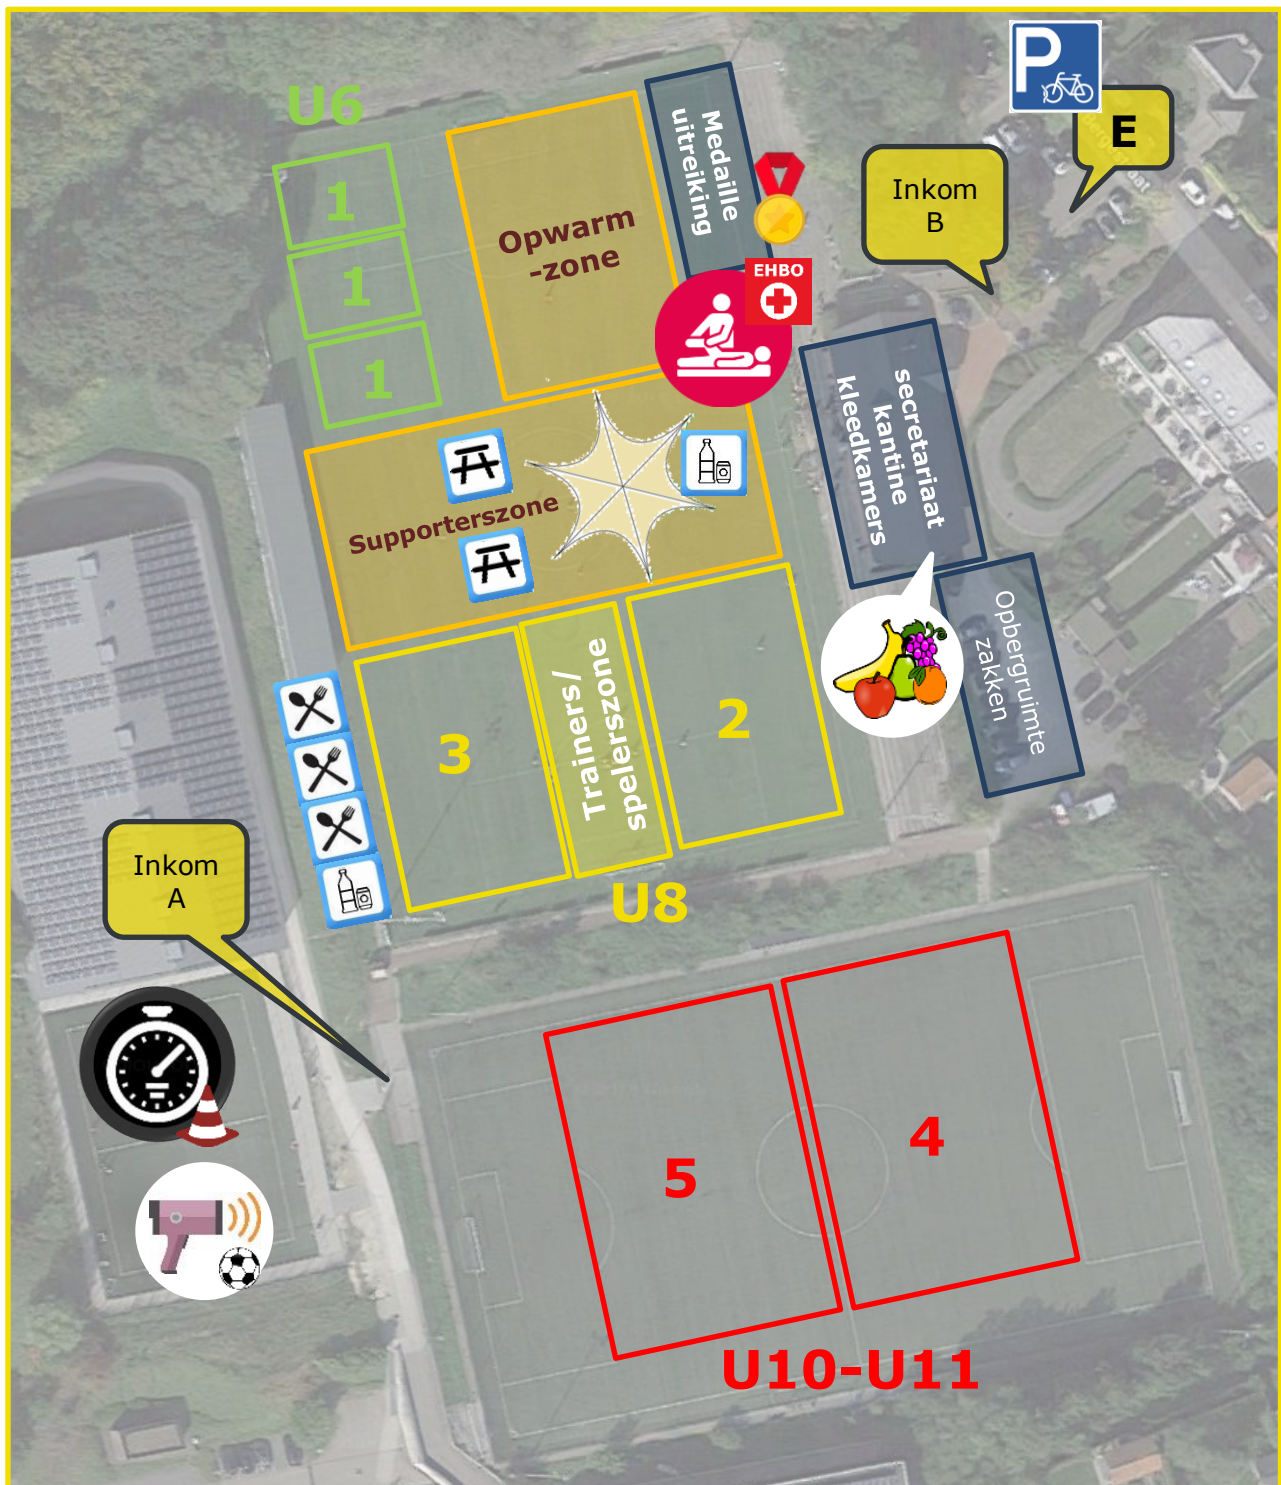 P
E
U6
1
1
1
Medaille
uitreiking
Inkom
B
Opwarm
-zone
EHBO
secretariaat
kantine
kleedkamers
Supporterszone
Opbergruimte
zakken
3
Trainers/
spelerszone
2
U8
Inkom
A
5
4
U10-U11